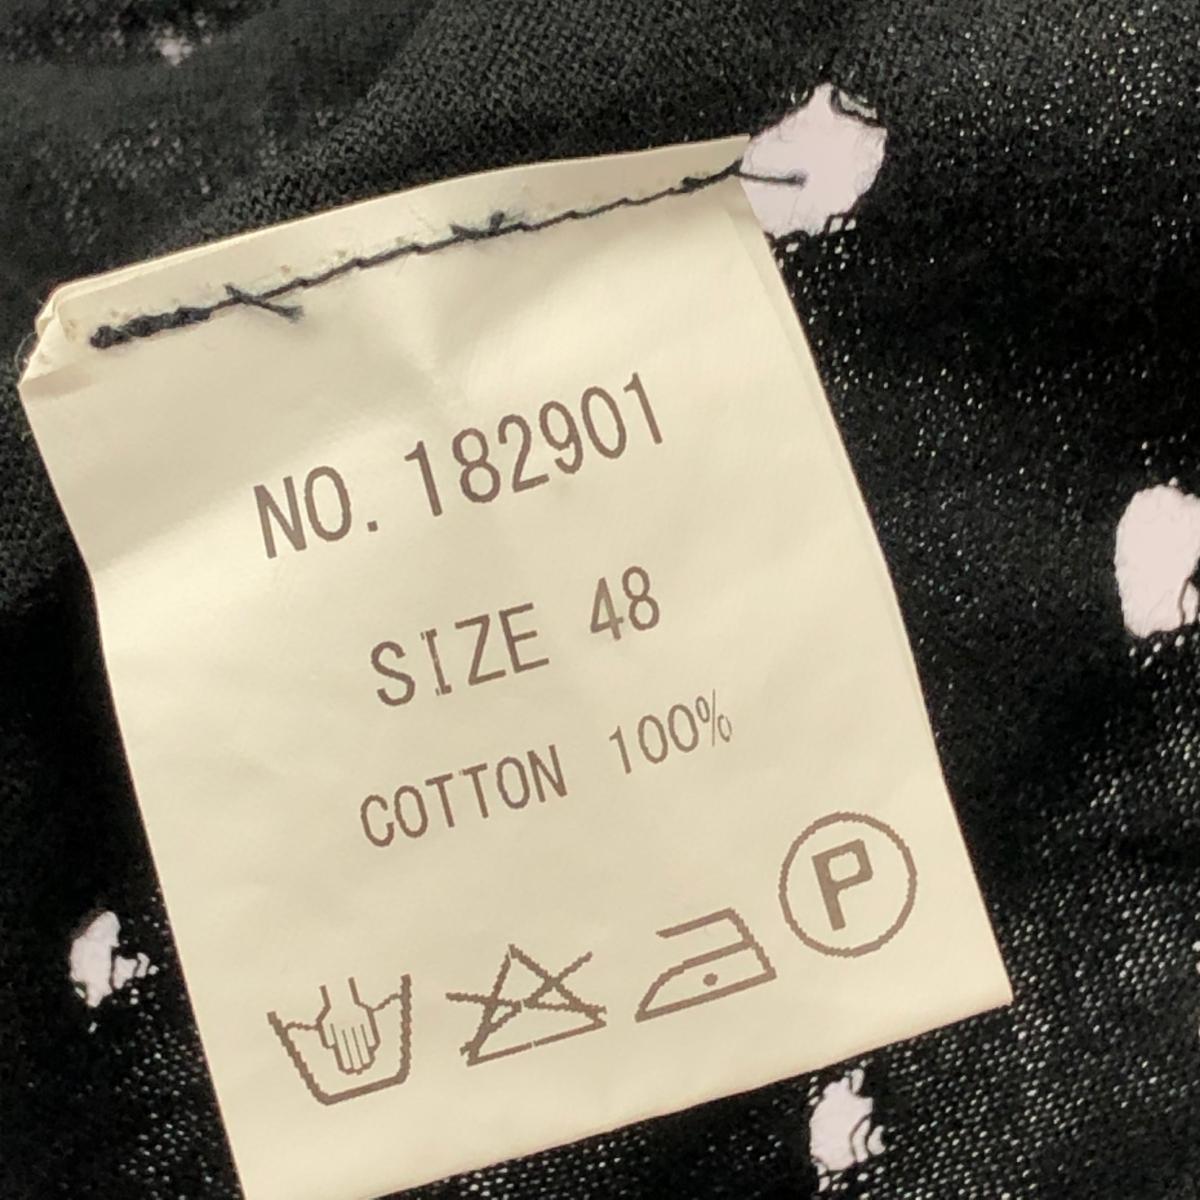 NO. 182901
SIZE 48
COTTON 100%
P